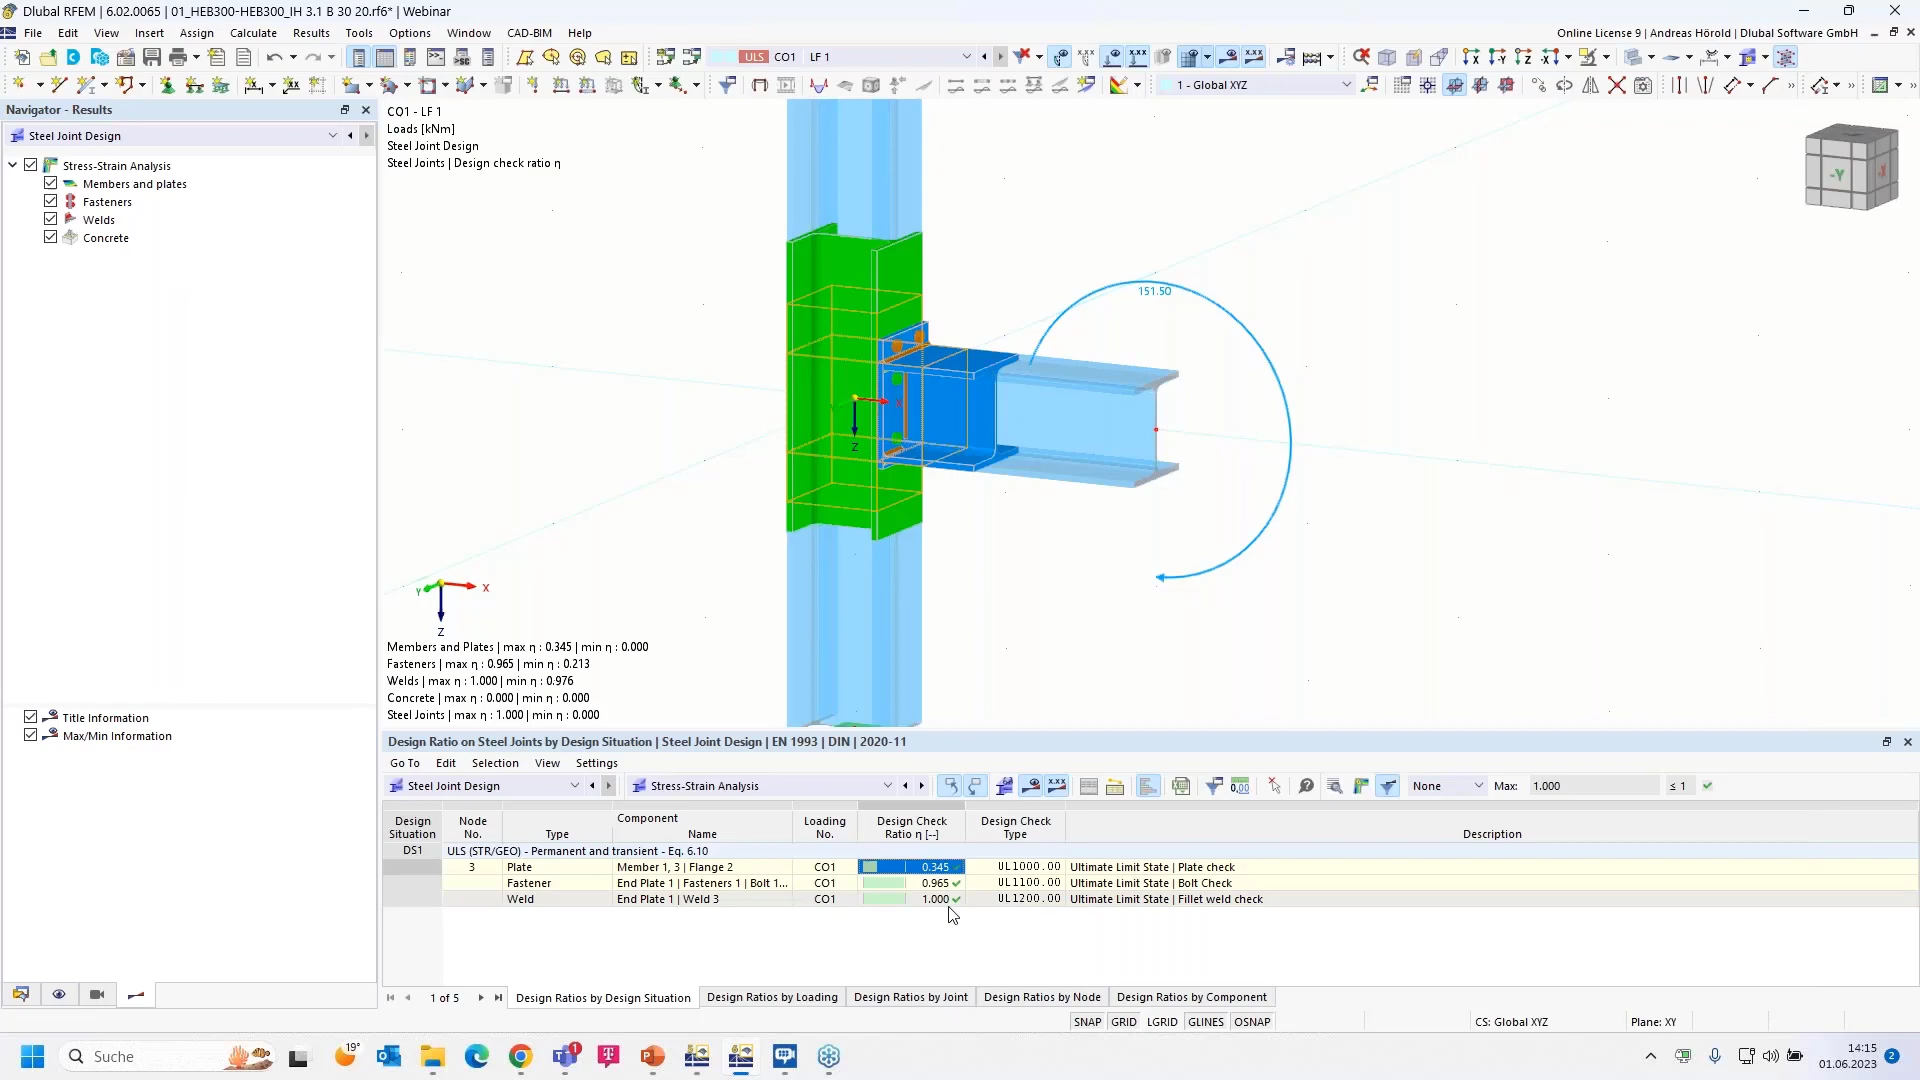 Dlubal RFEM | 6.02.0065 | 01_HEB300-HEB300_IH 3.1 B 30 20.rf6* | Webinar
File Edit View Insert Assign Calculate Results Tools Options Window CAD-BIM Help
Online License 9 | Andreas Hörold | Dlubal Software GmbH
ULS CO1 LF 1
1 - Global XYZ
Navigator - Results
Steel Joint Design
Stress-Strain Analysis
Members and plates
Fasteners
Welds
Concrete
Title Information
Max/Min Information
CO1 - LF 1
Loads [kNm]
Steel Joint Design
Steel Joints | Design check ratio η
151.50
-Y
-X
X
Z
Y
X
Z
Members and Plates | max η : 0.345 | min η : 0.000
Fasteners | max η : 0.965 | min η : 0.213
Welds | max η : 1.000 | min η : 0.976
Concrete | max η : 0.000 | min η : 0.000
Steel Joints | max η : 1.000 | min η : 0.000
Design Ratio on Steel Joints by Design Situation | Steel Joint Design | EN 1993 | DIN | 2020-11
Go To Edit Selection View Settings
Steel Joint Design Stress-Strain Analysis None Max: 1.000 ≤ 1
Design Situation Node No. Type Component Name Loading No. Design Check Ratio η [--] Design Check Type Description
DS1 ULS (STR/GEO) - Permanent and transient - Eq. 6.10
3 Plate Member 1, 3 | Flange 2 CO1 0.345 UL1000.00 Ultimate Limit State | Plate check
Fastener End Plate 1 | Fasteners 1 | Bolt 1... CO1 0.965 UL1100.00 Ultimate Limit State | Bolt Check
Weld End Plate 1 | Weld 3 CO1 1.000 UL1200.00 Ultimate Limit State | Fillet weld check
1 of 5 Design Ratios by Design Situation Design Ratios by Loading Design Ratios by Joint Design Ratios by Node Design Ratios by Component
SNAP GRID LGRID GLINES OSNAP CS: Global XYZ Plane: XY
Suche 19° 1
14:15
01.06.2023 2